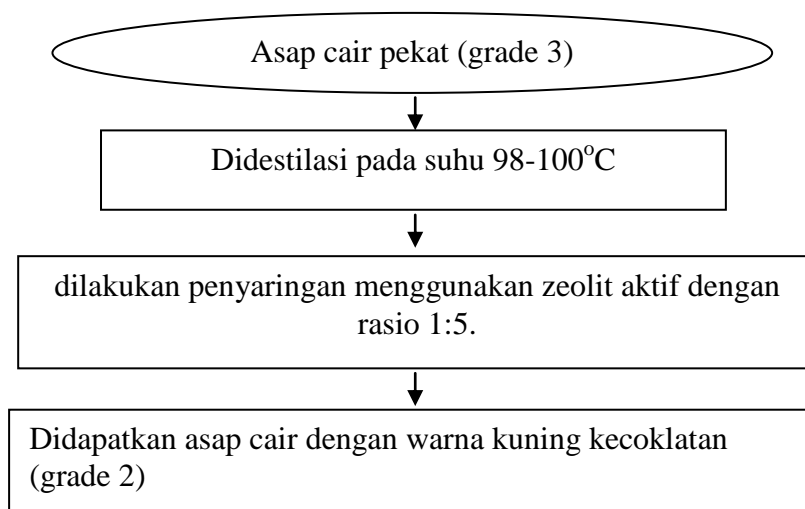 Asap cair pekat (grade 3)
Didestilasi pada suhu 98-100°C
dilakukan penyaringan menggunakan zeolit aktif dengan
rasio 1:5.
Didapatkan asap cair dengan warna kuning kecoklatan
(grade 2)